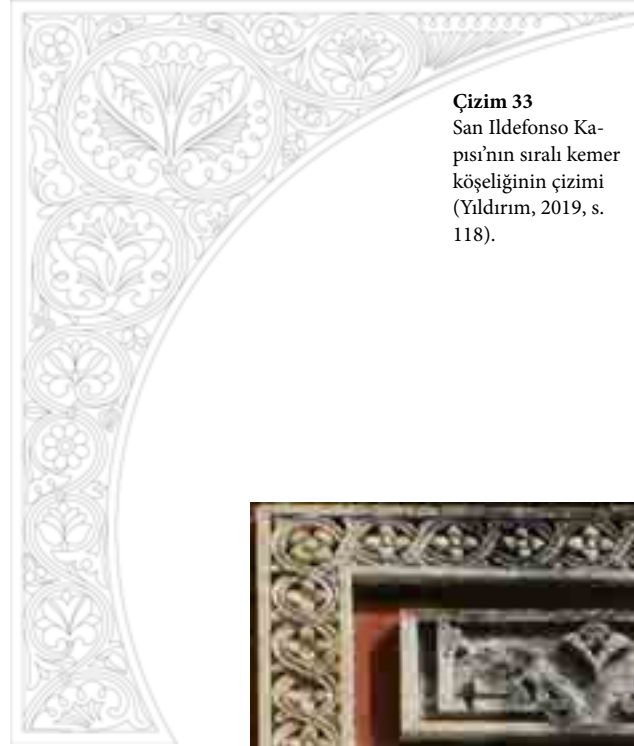 Çizim 33
San Ildefonso Ka-
pısı’nın sıralı kemer
köşeliğinin çizimi
(Yıldırım, 2019, s.
118).